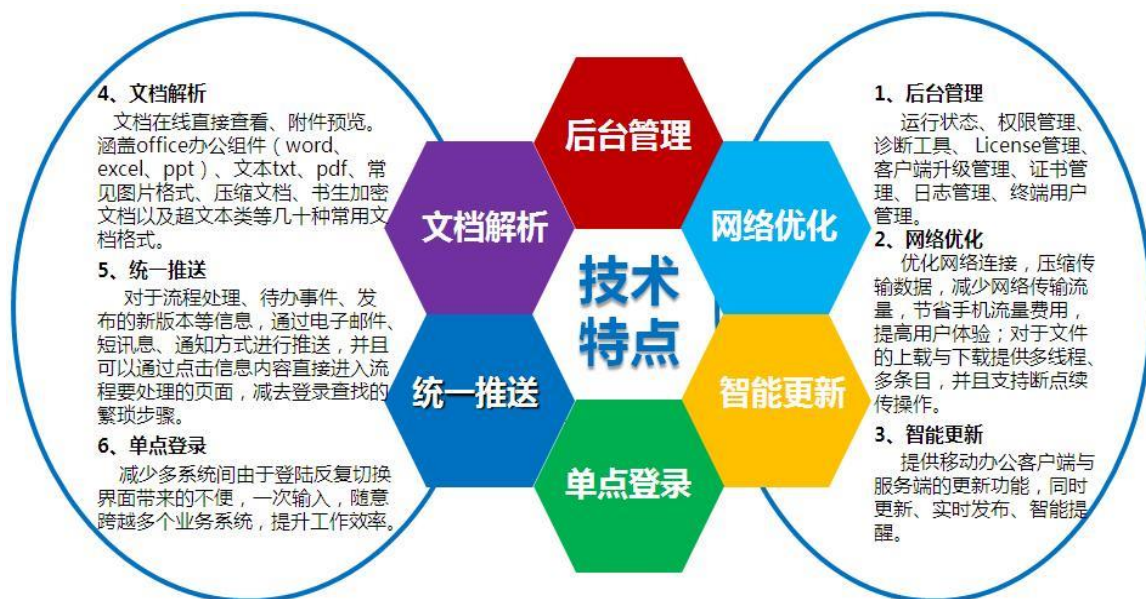 4、文档解析
文档在线直接查看、附件预览。
涵盖office办公组件（word、
excel、ppt）、文本txt、pdf、常
见图片格式、压缩文档、书生加密
文档以及超文本类等几十种常用文
档格式。
5、统一推送
对于流程处理、待办事件、发
布的新版本等信息，通过电子邮件、
短讯息、通知方式进行推送，并且
可以通过点击信息内容直接进入流
程要处理的页面，减去登录查找的
繁琐步骤。
6、单点登录
减少多系统间由于登陆反复切换
界面带来的不便，一次输入，随意
跨越多个业务系统，提升工作效率。
后台管理
文档解析
网络优化
技术
特点
统一推送
智能更新
单点登录
1、后台管理
运行状态、权限管理、
诊断工具、License管理、
客户端升级管理、证书管
理、日志管理、终端用户
管理。
2、网络优化
优化网络连接，压缩传
输数据，减少网络传输流
量，节省手机流量费用，
提高用户体验；对于文件
的上载与下载提供多线程、
多条目，并且支持断点续
传操作。
3、智能更新
提供移动办公客户端与
服务端的更新功能，同时
更新、实时发布、智能提
醒。